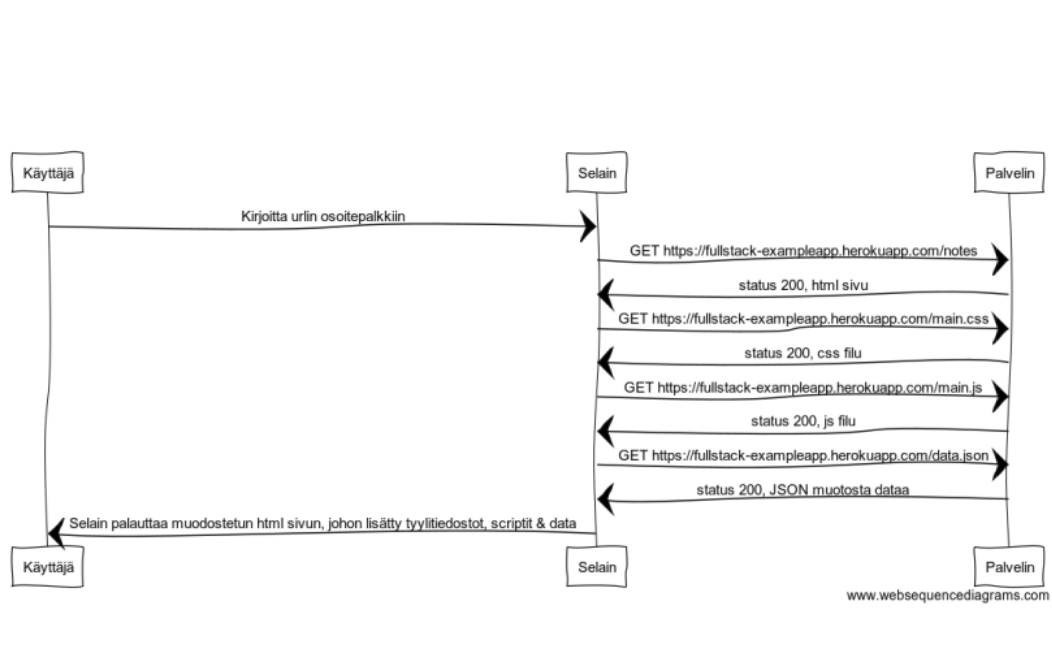 Käyttäjä
Selain
Palvelin
Kirjoitta urlin osoitepalkkiin
GET https://fullstack-exampleapp.herokuapp.com/notes
status 200, html sivu
GET https://fullstack-exampleapp.herokuapp.com/main.css
status 200, css filu
GET https://fullstack-exampleapp.herokuapp.com/main.js
status 200, js filu
GET https://fullstack-exampleapp.herokuapp.com/data.json
status 200, JSON muotosta dataa
Selain palauttaa muodostetun html sivun, johon lisätty tyylitiedostot, scriptit & data
Käyttäjä
Selain
Palvelin
www.websequencediagrams.com